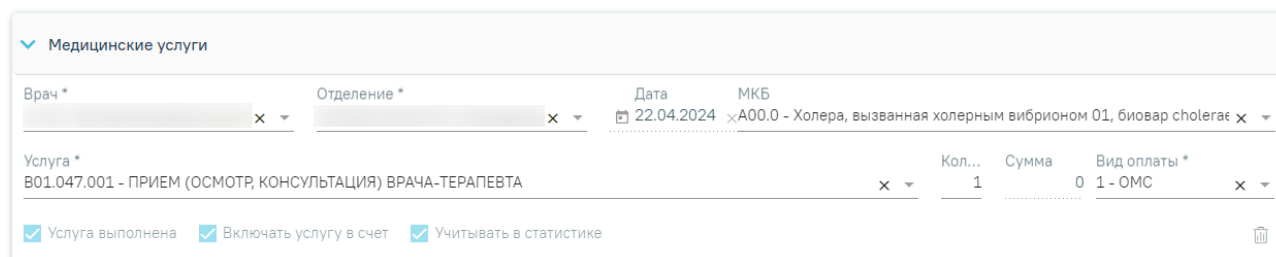 Медицинские услуги
Врач * Отделение * Дата МКБ
22.04.2024 A00.0 - Холера, вызванная холерным вибрионом 01, биовар cholerae
Услуга * Кол... Сумма Вид оплаты *
B01.047.001 - ПРИЕМ (ОСМОТР, КОНСУЛЬТАЦИЯ) ВРАЧА-ТЕРАПЕВТА 1 0 1 - ОМС
Услуга выполнена Включать услугу в счет Учитывать в статистике